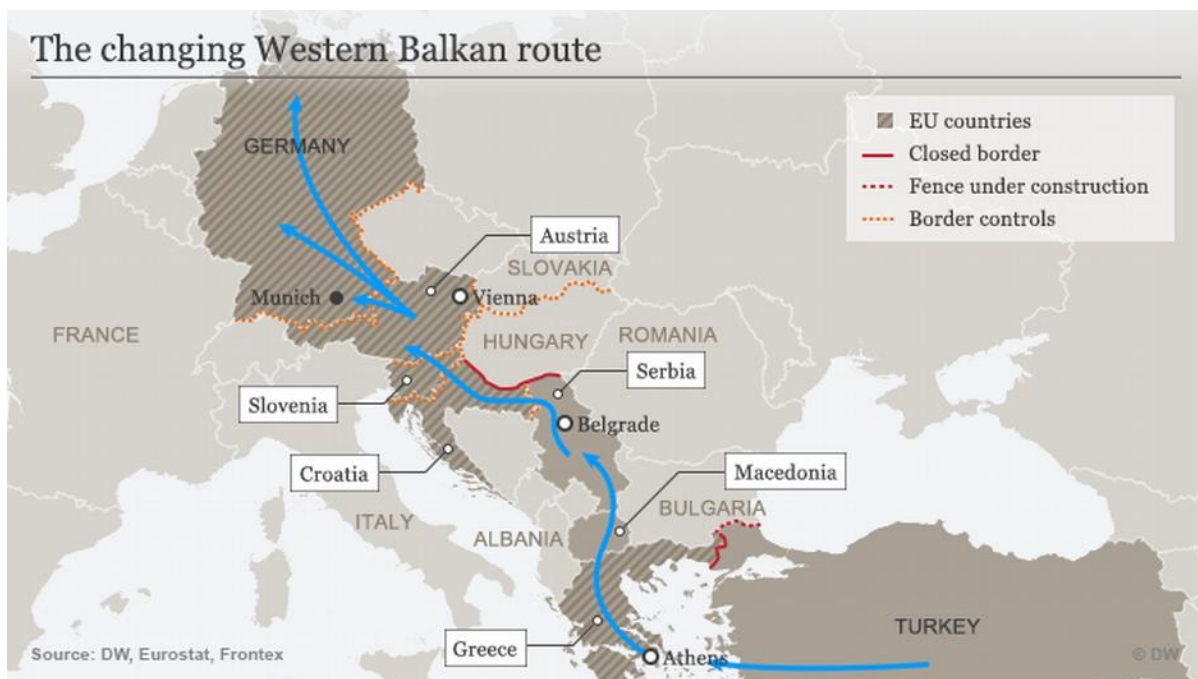 The changing Western Balkan route
EU countries
Closed border
Fence under construction
Border controls
GERMANY
Austria
SLOVAKIA
Munich
Vienna
FRANCE
HUNGARY
ROMANIA
Serbia
Slovenia
Belgrade
Croatia
Macedonia
BULGARIA
ITALY
ALBANIA
TURKEY
Greece
Athens
Source: DW, Eurostat, Frontex
© DW